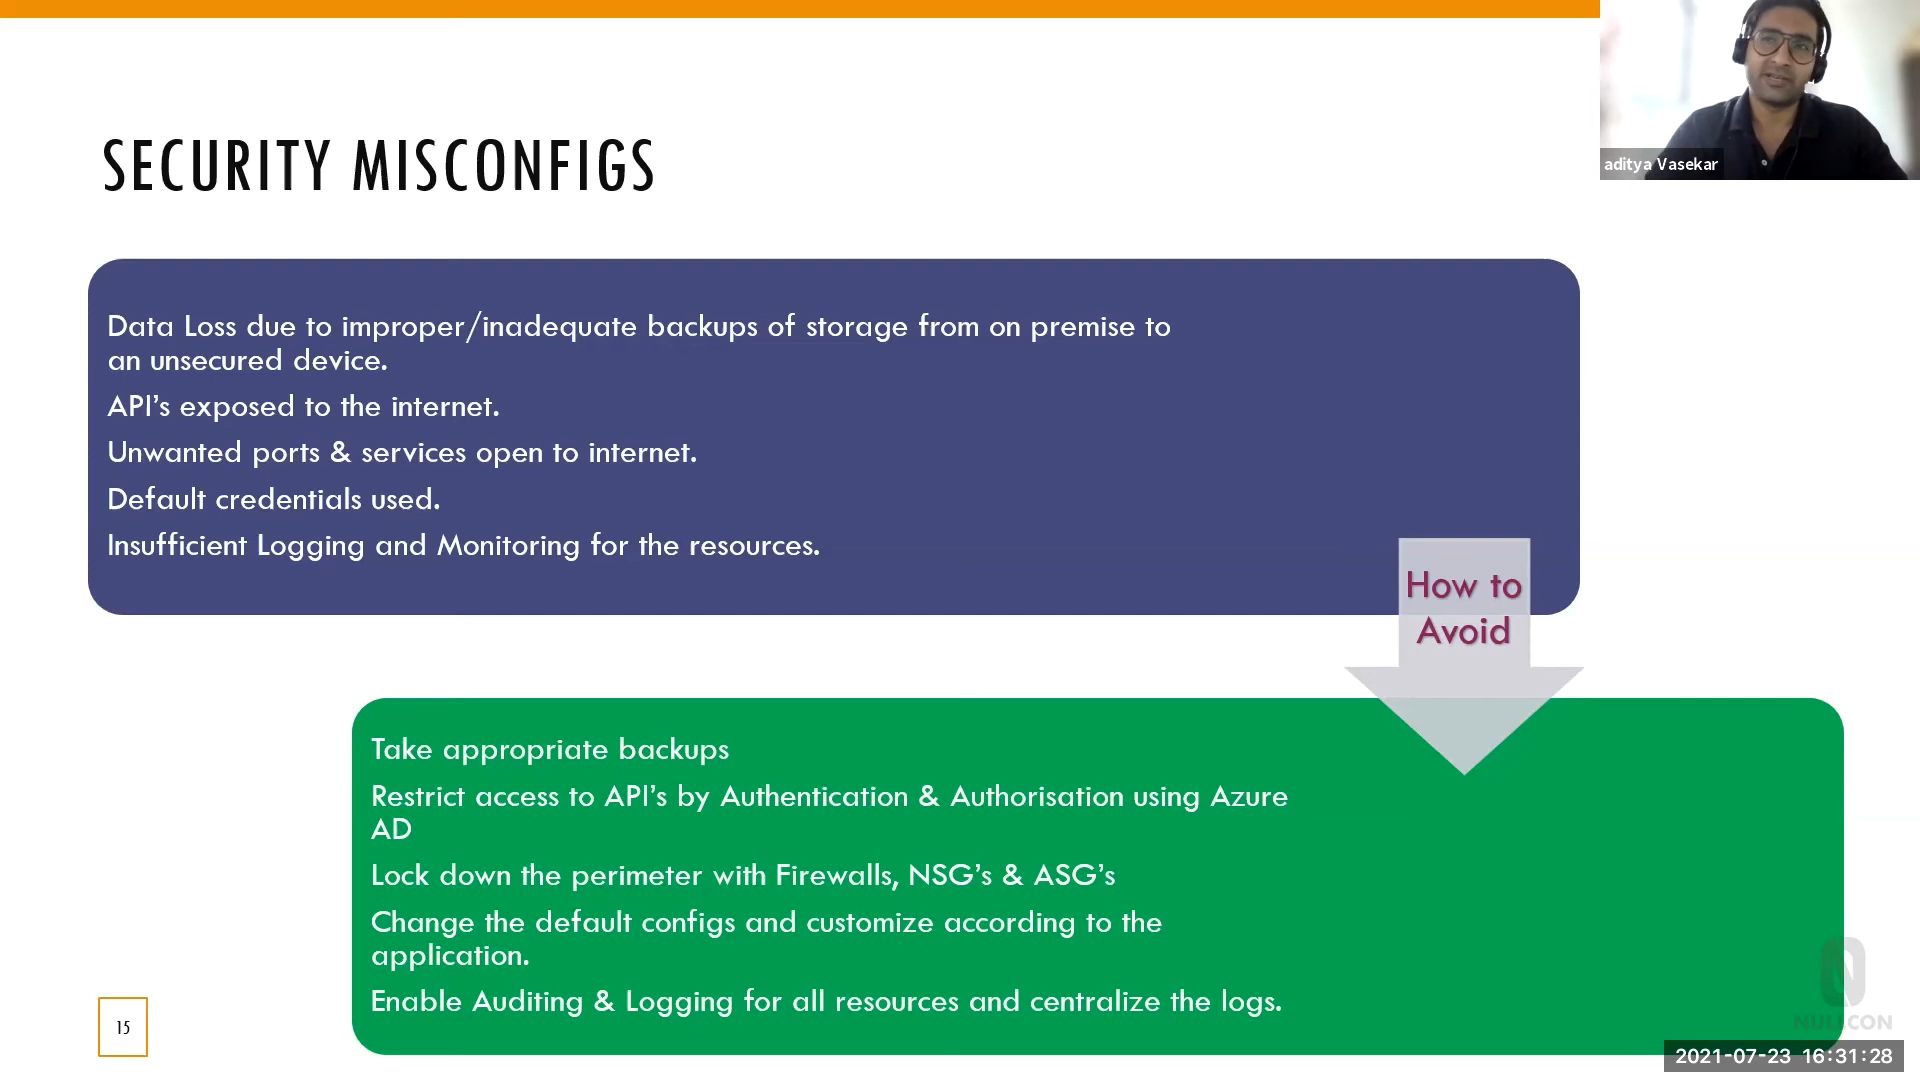 aditya Vasekar
SECURITY MISCONFIGS
Data Loss due to improper/inadequate backups of storage from on premise to
an unsecured device.
API’s exposed to the internet.
Unwanted ports & services open to internet.
Default credentials used.
Insufficient Logging and Monitoring for the resources.
How to
Avoid
Take appropriate backups
Restrict access to API’s by Authentication & Authorisation using Azure
AD
Lock down the perimeter with Firewalls, NSG’s & ASG’s
Change the default configs and customize according to the
application.
Enable Auditing & Logging for all resources and centralize the logs.
15
NULLCON
2021-07-23 16:31:28